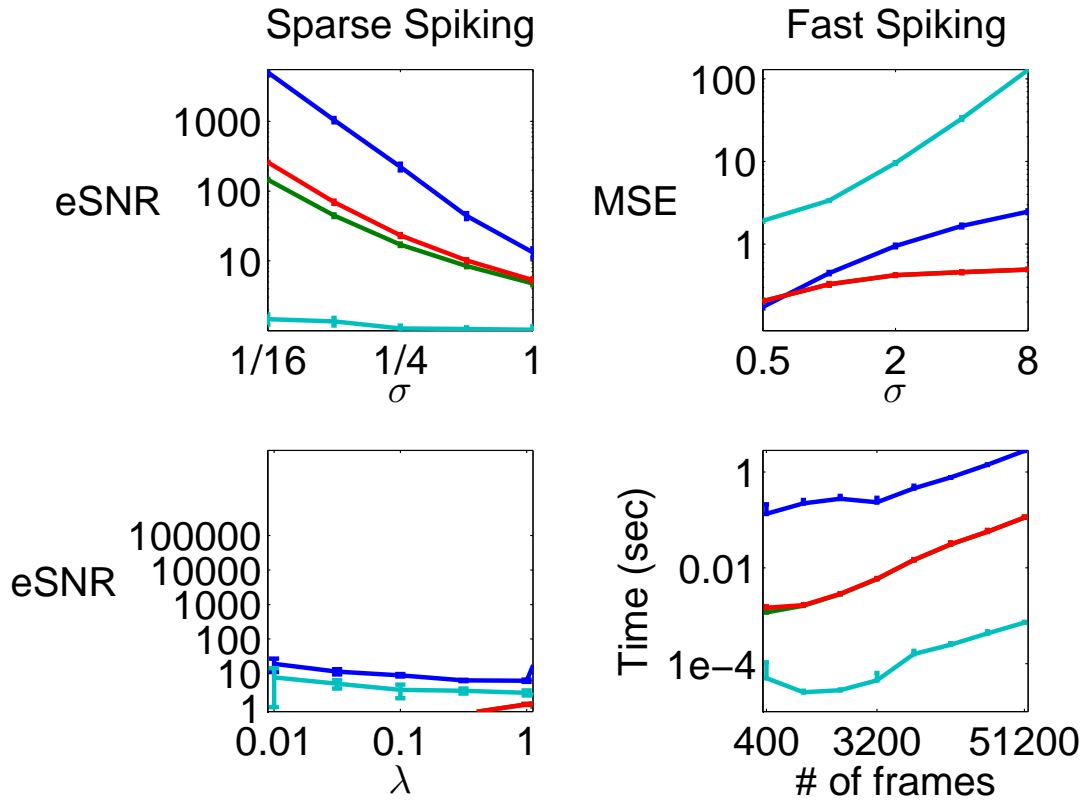 Sparse Spiking
Fast Spiking
eSNR
1000
100
10
1/16
1/4
1
σ
MSE
100
10
1
0.5
2
8
σ
eSNR
100000
10000
1000
100
10
1
0.01
0.1
1
λ
Time (sec)
1
0.01
1e−4
400
3200
51200
# of frames